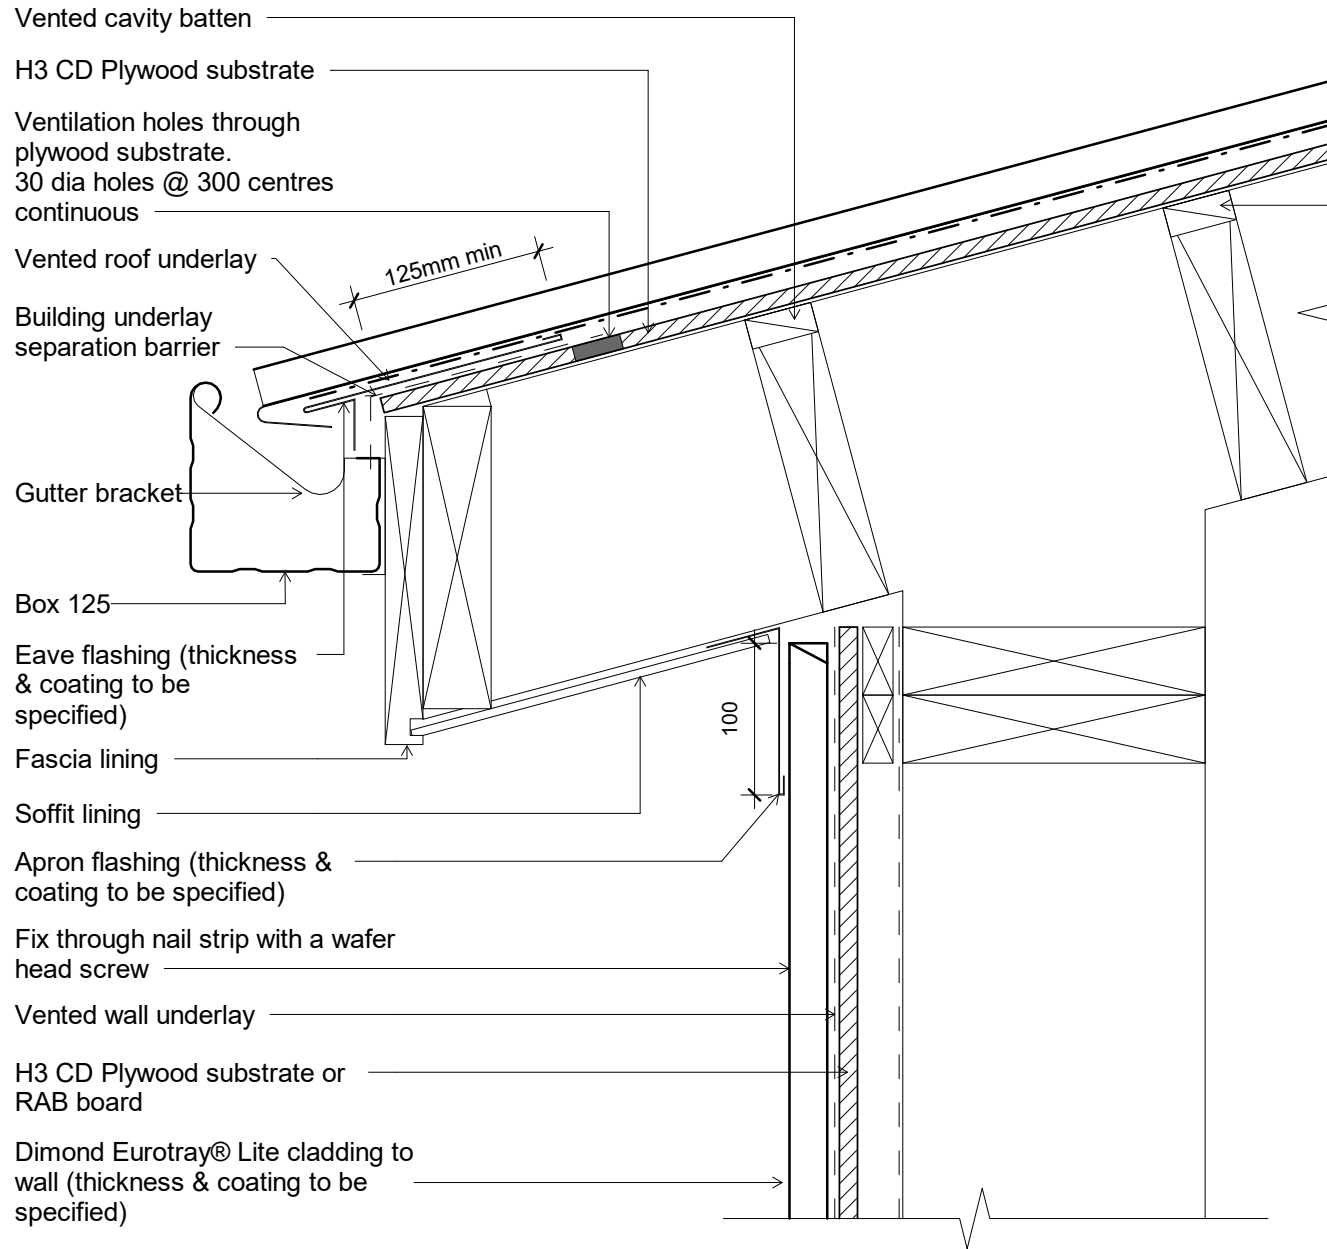 Vented cavity batten
H3 CD Plywood substrate
Ventilation holes through
plywood substrate.
30 dia holes @ 300 centres
continuous
Vented roof underlay
125mm min
Building underlay
separation barrier
Gutter bracket
Box 125
Eave flashing (thickness
& coating to be
specified)
100
Fascia lining
Soffit lining
Apron flashing (thickness &
coating to be specified)
Fix through nail strip with a wafer
head screw
Vented wall underlay
H3 CD Plywood substrate or
RAB board
Dimond Eurotray® Lite cladding to
wall (thickness & coating to be
specified)